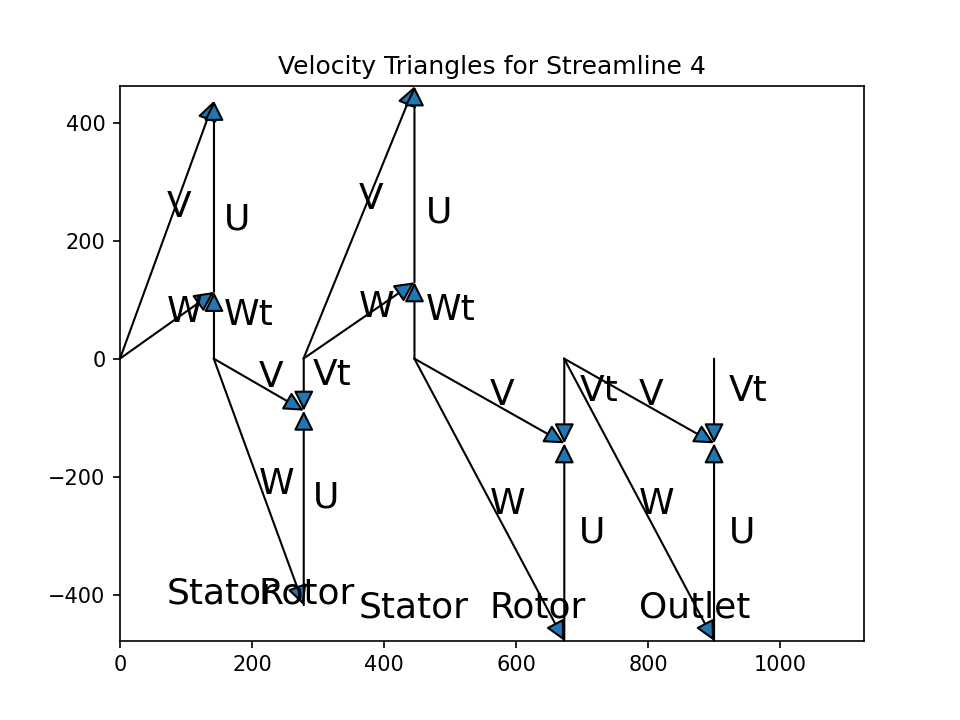 Velocity Triangles for Streamline 4
400
200
0
−200
−400
V
U
W
Wt
V
Vt
W
U
Stator
Rotor
V
U
W
Wt
Stator
V
Vt
W
U
Rotor
V
Vt
W
U
Outlet
0
200
400
600
800
1000